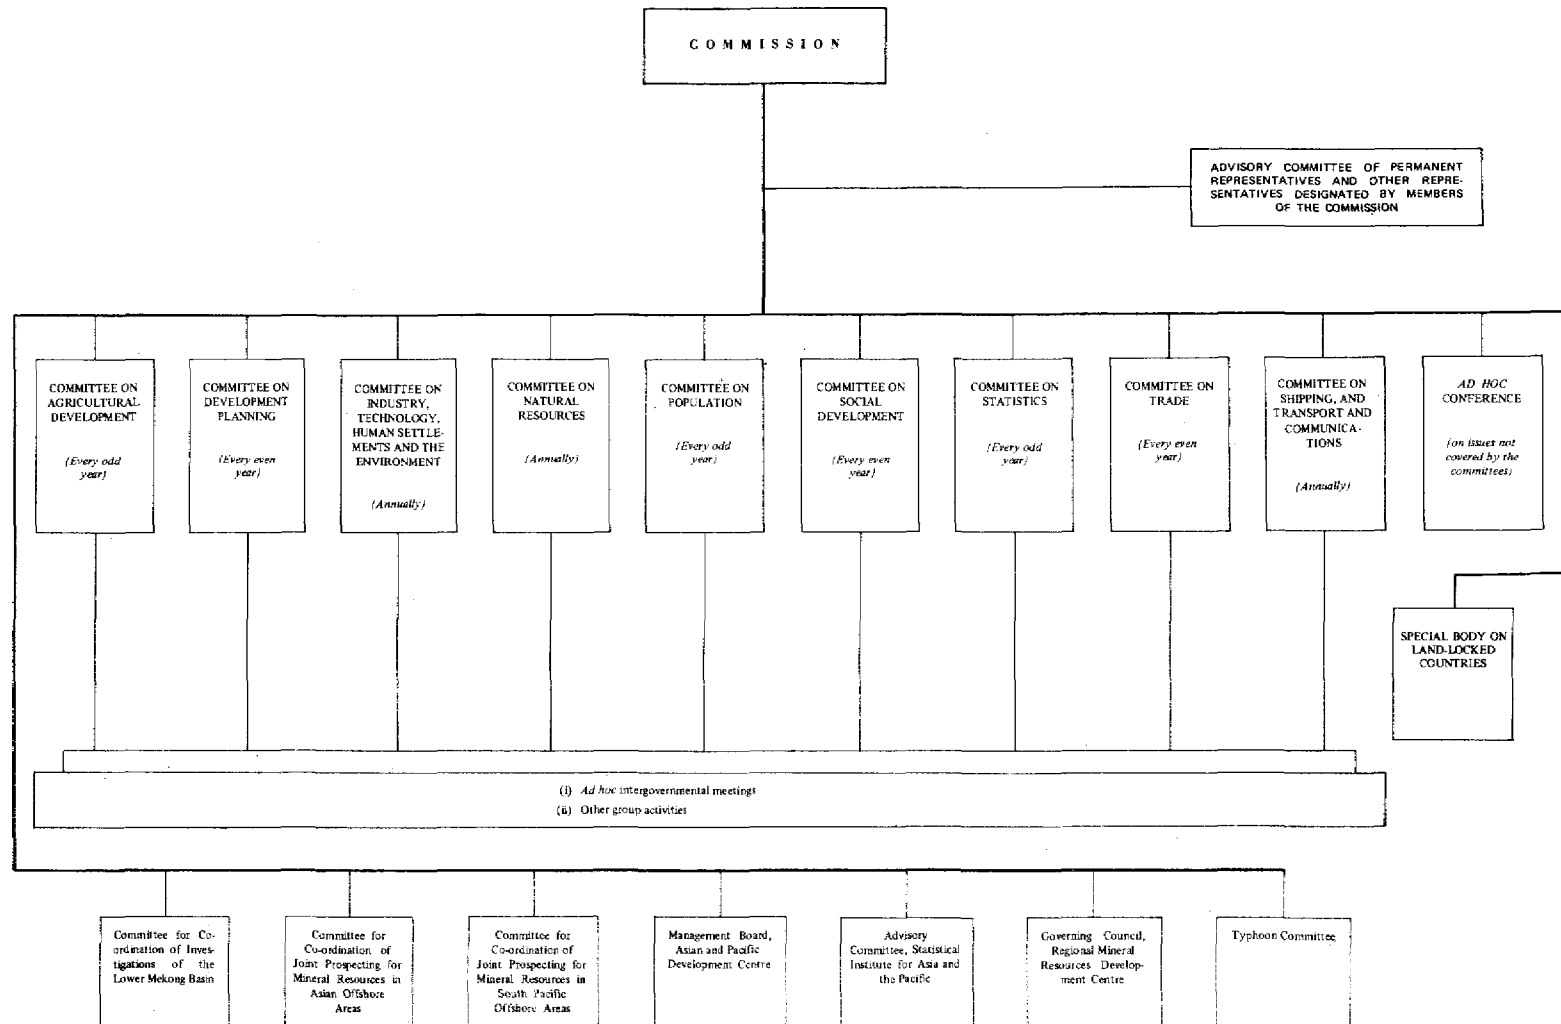 COMMISSION
ADVISORY COMMITTEE OF PERMANENT
REPRESENTATIVES AND OTHER REPRE-
SENTATIVES DESIGNATED BY MEMBERS
OF THE COMMISSION
COMMITTEE ON
AGRICULTURAL
DEVELOPMENT
(Every odd
year)
COMMITTEE ON
DEVELOPMENT
PLANNING
(Every even
year)
COMMITTEE ON
INDUSTRY,
TECHNOLOGY,
HUMAN SETTLE-
MENTS AND THE
ENVIRONMENT
(Annually)
COMMITTEE ON
NATURAL
RESOURCES
(Annually)
COMMITTEE ON
POPULATION
(Every odd
year)
COMMITTEE ON
SOCIAL
DEVELOPMENT
(Every even
year)
COMMITTEE ON
STATISTICS
(Every odd
year)
COMMITTEE ON
TRADE
(Every even
year)
COMMITTEE ON
SHIPPING, AND
TRANSPORT AND
COMMUNICA-
TIONS
(Annually)
AD HOC
CONFERENCE
(on issues not
covered by the
committees)
SPECIAL BODY ON
LAND-LOCKED
COUNTRIES
(i) Ad hoc intergovernmental meetings
(ii) Other group activities
Committee for Co-
ordination of Inves-
tigations of the
Lower Mekong Basin
Committee for
Co-ordination of
Joint Prospecting for
Mineral Resources in
Asian Offshore
Areas
Committee for
Co-ordination of
Joint Prospecting for
Mineral Resources in
South Pacific
Offshore Areas
Management Board,
Asian and Pacific
Development Centre
Advisory
Committee, Statistical
Institute for Asia and
the Pacific
Governing Council,
Regional Mineral
Resources Develop-
ment Centre
Typhoon Committee